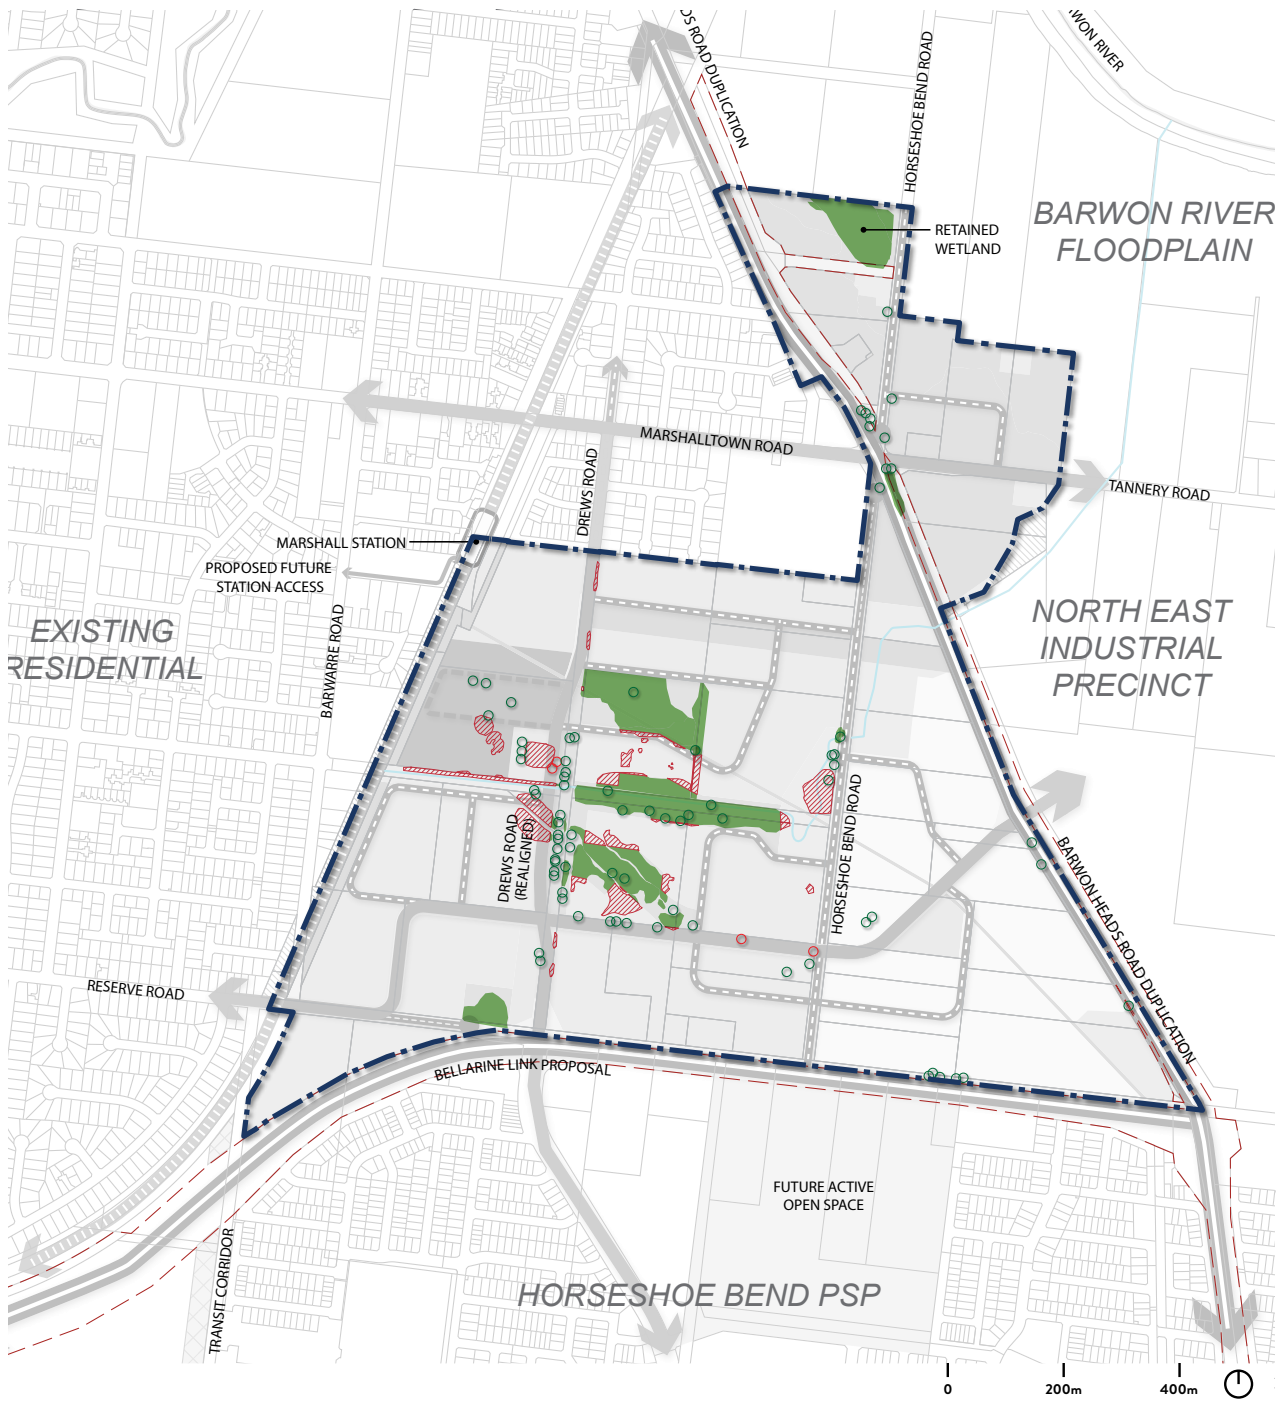 DS ROAD DUPLICATION
HORSESHOE BEND ROAD
WON RIVER
BARWON RIVER
FLOODPLAIN
RETAINED
WETLAND
MARSHALLTOWN ROAD
DREWS ROAD
TANNERY ROAD
MARSHALL STATION
PROPOSED FUTURE
STATION ACCESS
EXISTING
RESIDENTIAL
BARWARRE ROAD
NORTH EAST
INDUSTRIAL
PRECINCT
DREWS ROAD
(REALIGNED)
HORSESHOE BEND ROAD
BARWON HEADS ROAD DUPLICATION
RESERVE ROAD
BELLARINE LINK PROPOSAL
FUTURE ACTIVE
OPEN SPACE
TRANSIT CORRIDOR
HORSESHOE BEND PSP
0 200m 400m